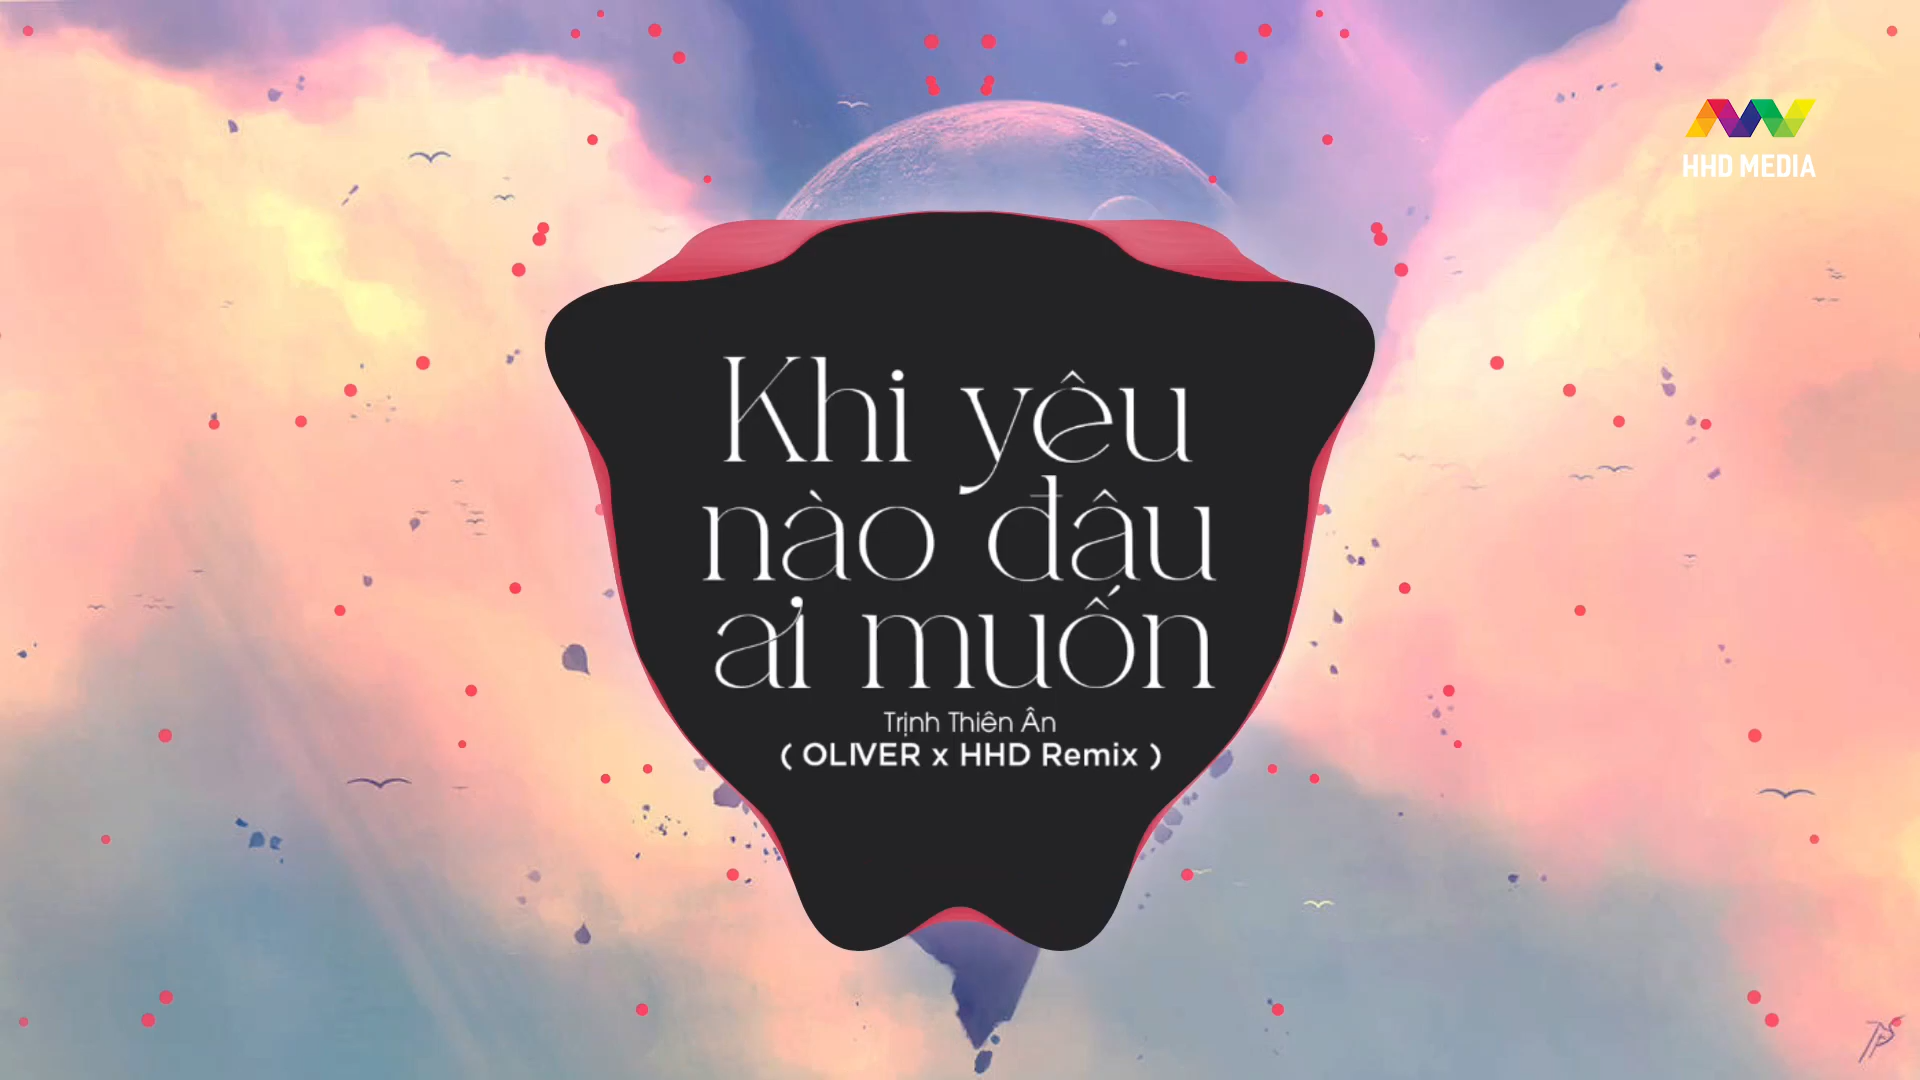 HHD MEDIA
Khi yêu
nào đâu
ai muốn
Trịnh Thiên Ân
( OLIVER x HHD Remix )